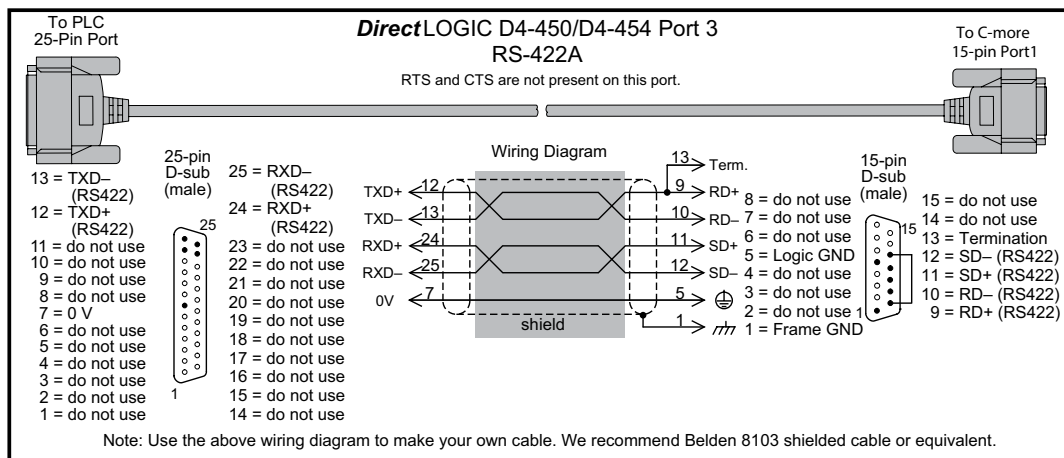 To PLC
25-Pin Port
DirectLOGIC D4-450/D4-454 Port 3
RS-422A
RTS and CTS are not present on this port.
To C-more
15-pin Port1
13 = TXD–
(RS422)
12 = TXD+
(RS422)
11 = do not use
10 = do not use
9 = do not use
8 = do not use
7 = 0 V
6 = do not use
5 = do not use
4 = do not use
3 = do not use
2 = do not use
1 = do not use
25-pin
D-sub
(male)
25
1
25 = RXD–
(RS422)
24 = RXD+
(RS422)
23 = do not use
22 = do not use
21 = do not use
20 = do not use
19 = do not use
18 = do not use
17 = do not use
16 = do not use
15 = do not use
14 = do not use
Wiring Diagram
13 Term.
TXD+ 12 9 RD+
TXD– 13 10 RD–
RXD+ 24 11 SD+
RXD– 25 12 SD–
0V 7 5
shield
1
8 = do not use
7 = do not use
6 = do not use
5 = Logic GND
4 = do not use
3 = do not use
2 = do not use
1 = Frame GND
15-pin
D-sub
(male)
15
1
15 = do not use
14 = do not use
13 = Termination
12 = SD– (RS422)
11 = SD+ (RS422)
10 = RD– (RS422)
9 = RD+ (RS422)
Note: Use the above wiring diagram to make your own cable. We recommend Belden 8103 shielded cable or equivalent.